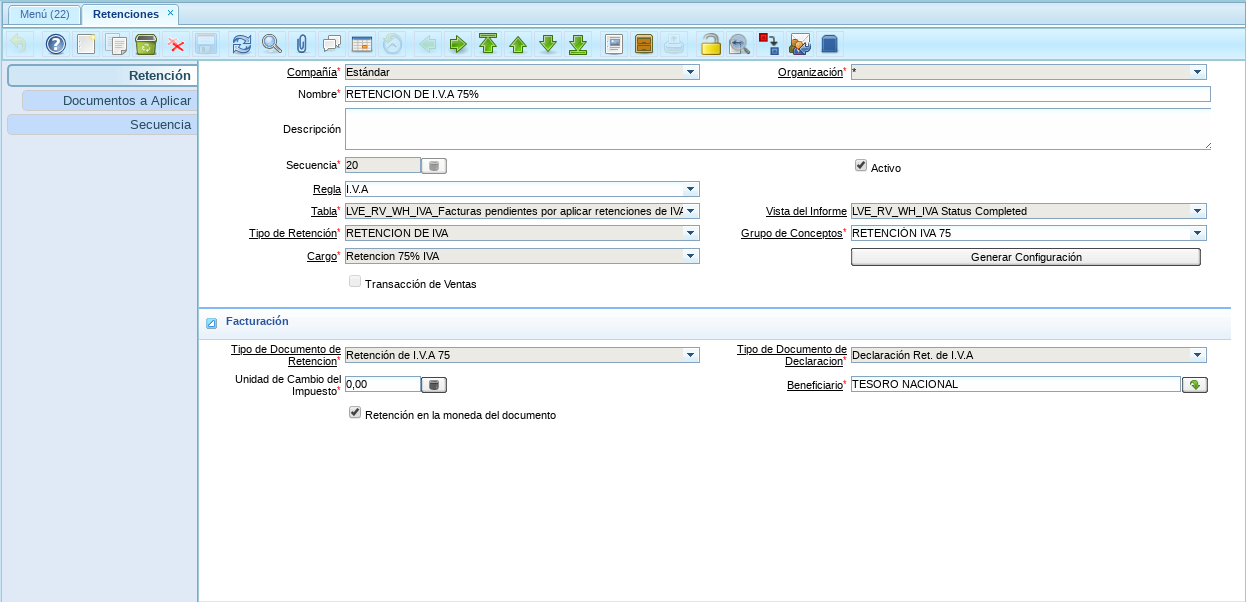 Menú (22)
Retenciones
Retención
Documentos a Aplicar
Secuencia
Compañía* Estándar
Organización* *
Nombre* RETENCION DE I.V.A 75%
Descripción
Secuencia* 20
Activo
Regla I.V.A
Tabla* LVE_RV_WH_IVA_Facturas pendientes por aplicar retenciones de IVA
Vista del Informe LVE_RV_WH_IVA Status Completed
Tipo de Retención* RETENCION DE IVA
Grupo de Conceptos* RETENCIÓN IVA 75
Cargo* Retencion 75% IVA
Generar Configuración
Transacción de Ventas
Facturación
Tipo de Documento de
Retencion* Retención de I.V.A 75
Tipo de Documento de
Declaracion* Declaración Ret. de I.V.A
Unidad de Cambio del
Impuesto* 0,00
Beneficiario* TESORO NACIONAL
Retención en la moneda del documento